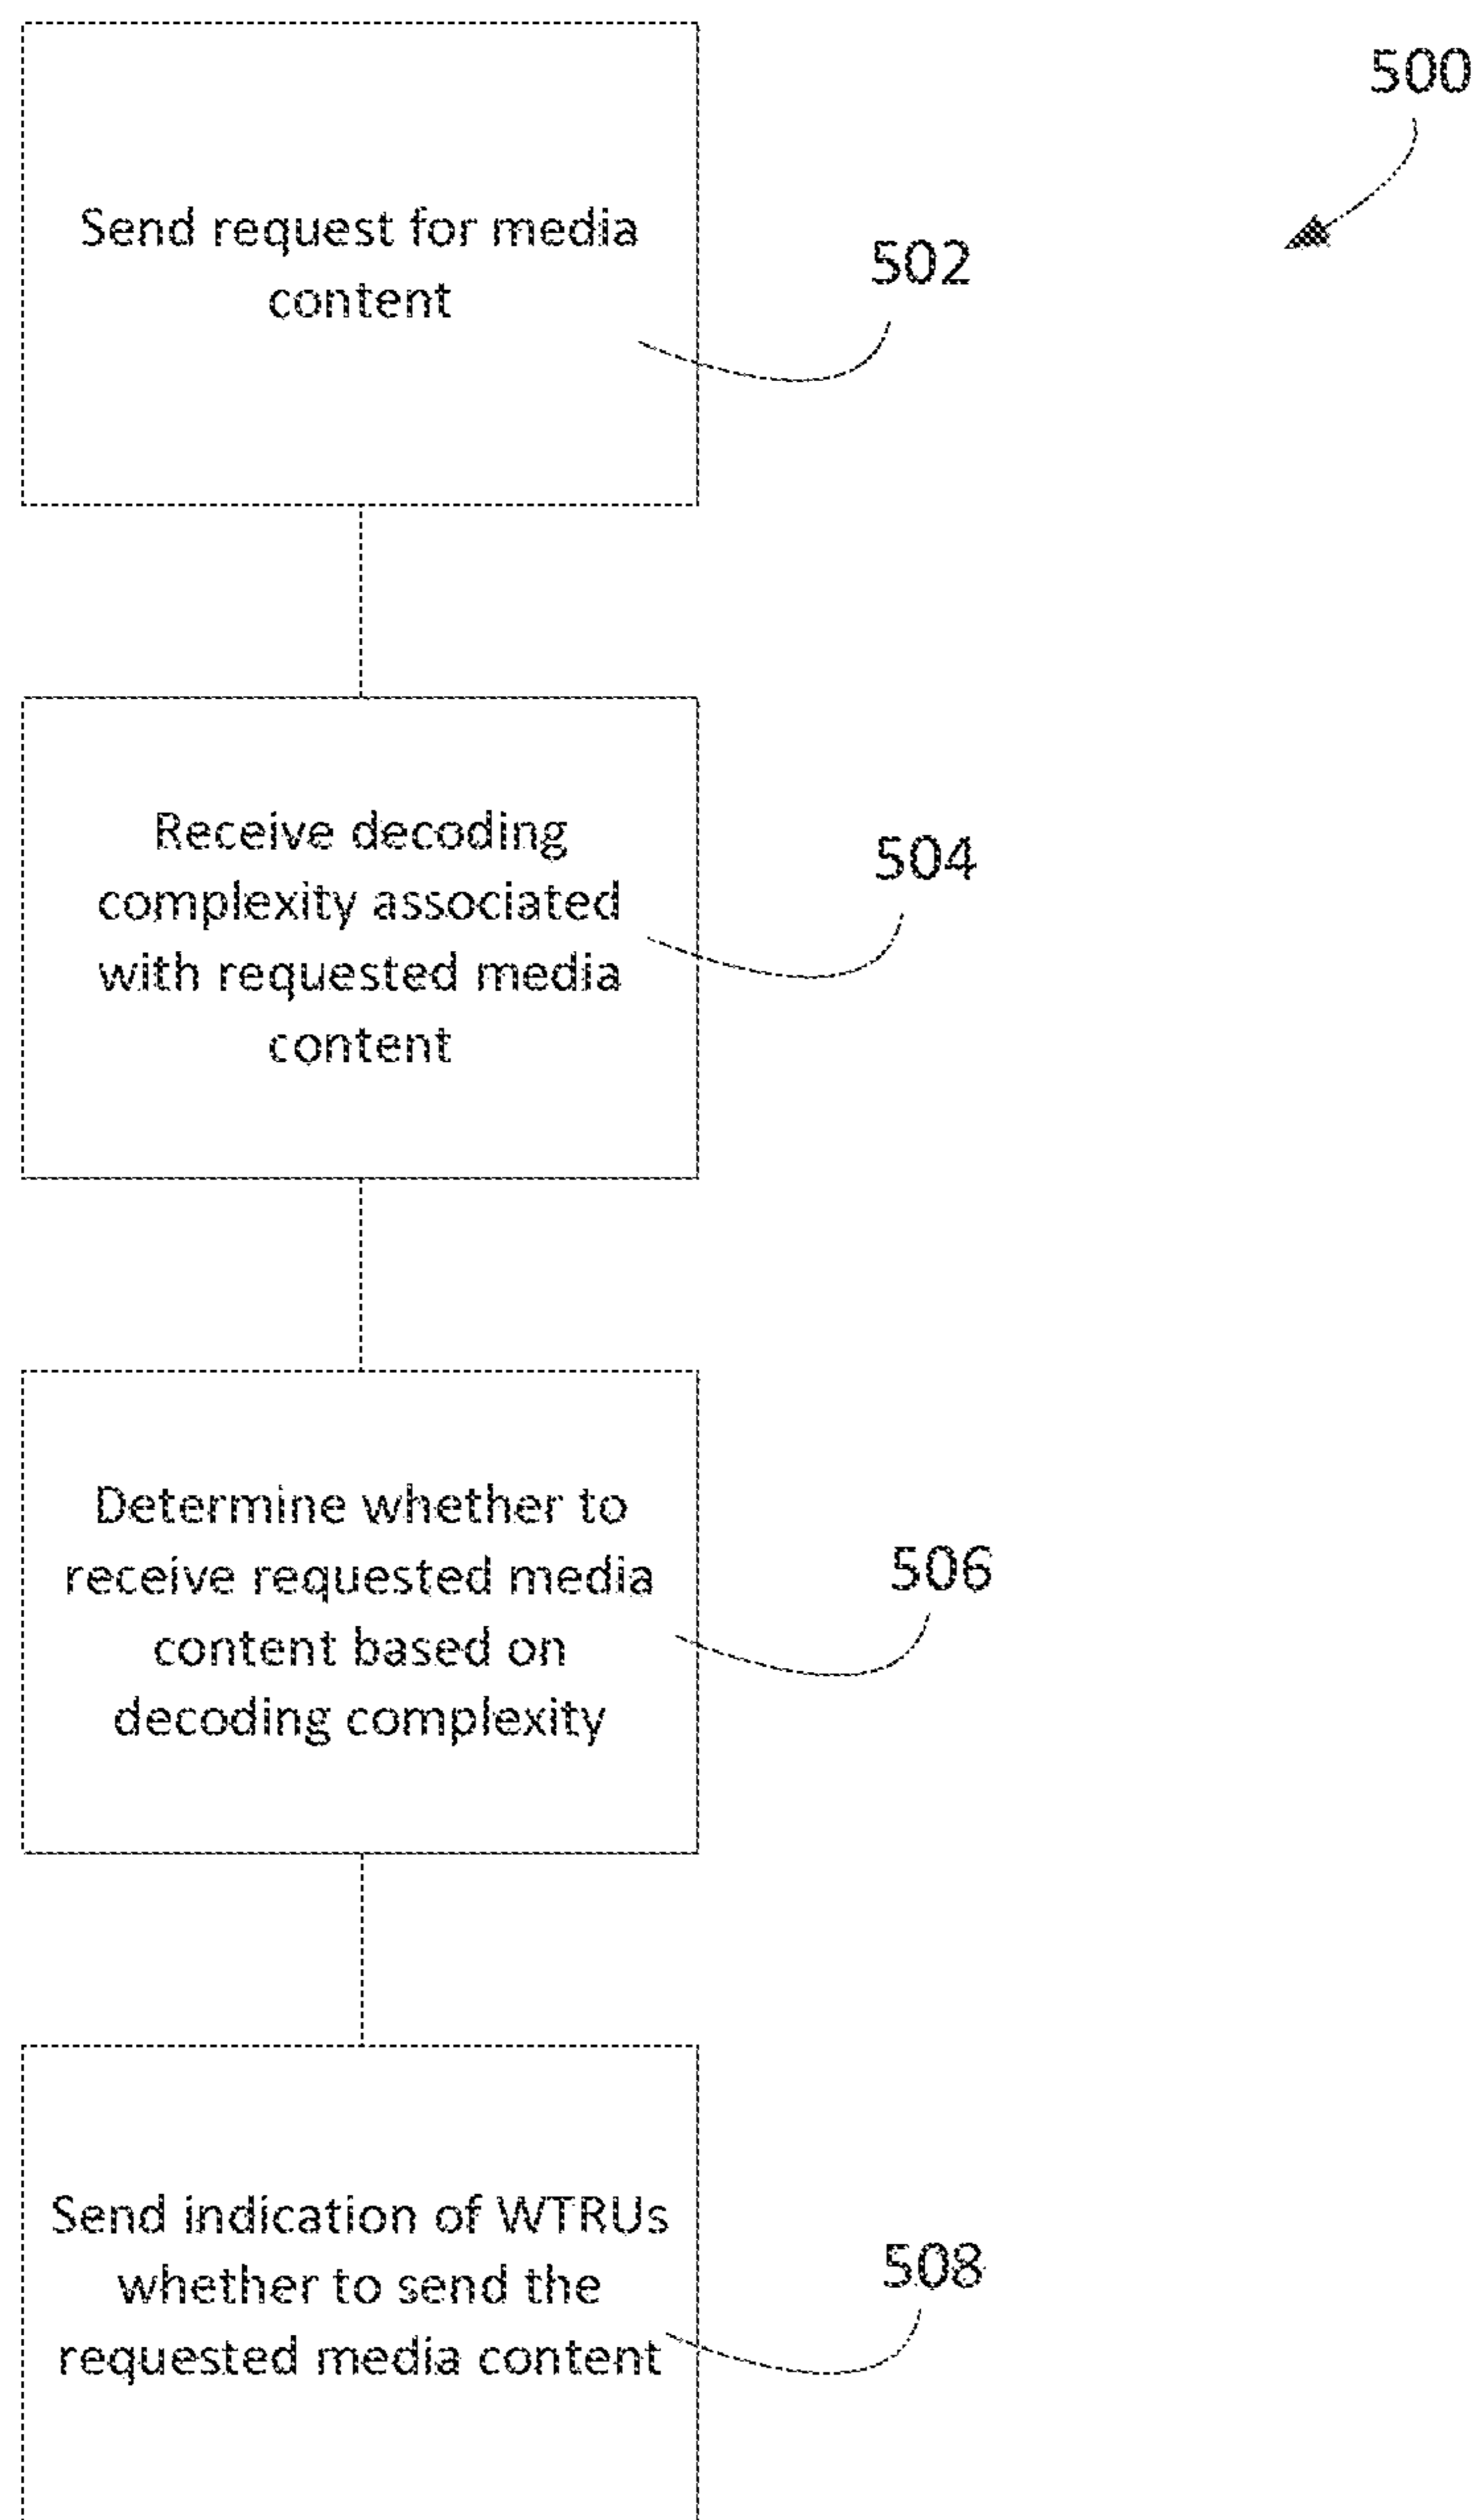 500
Send request for media
content
502
Receive decoding
complexity associated
with requested media
content
504
Determine whether to
receive requested media
content based on
decoding complexity
506
Send indication of WTRUs
whether to send the
requested media content
508